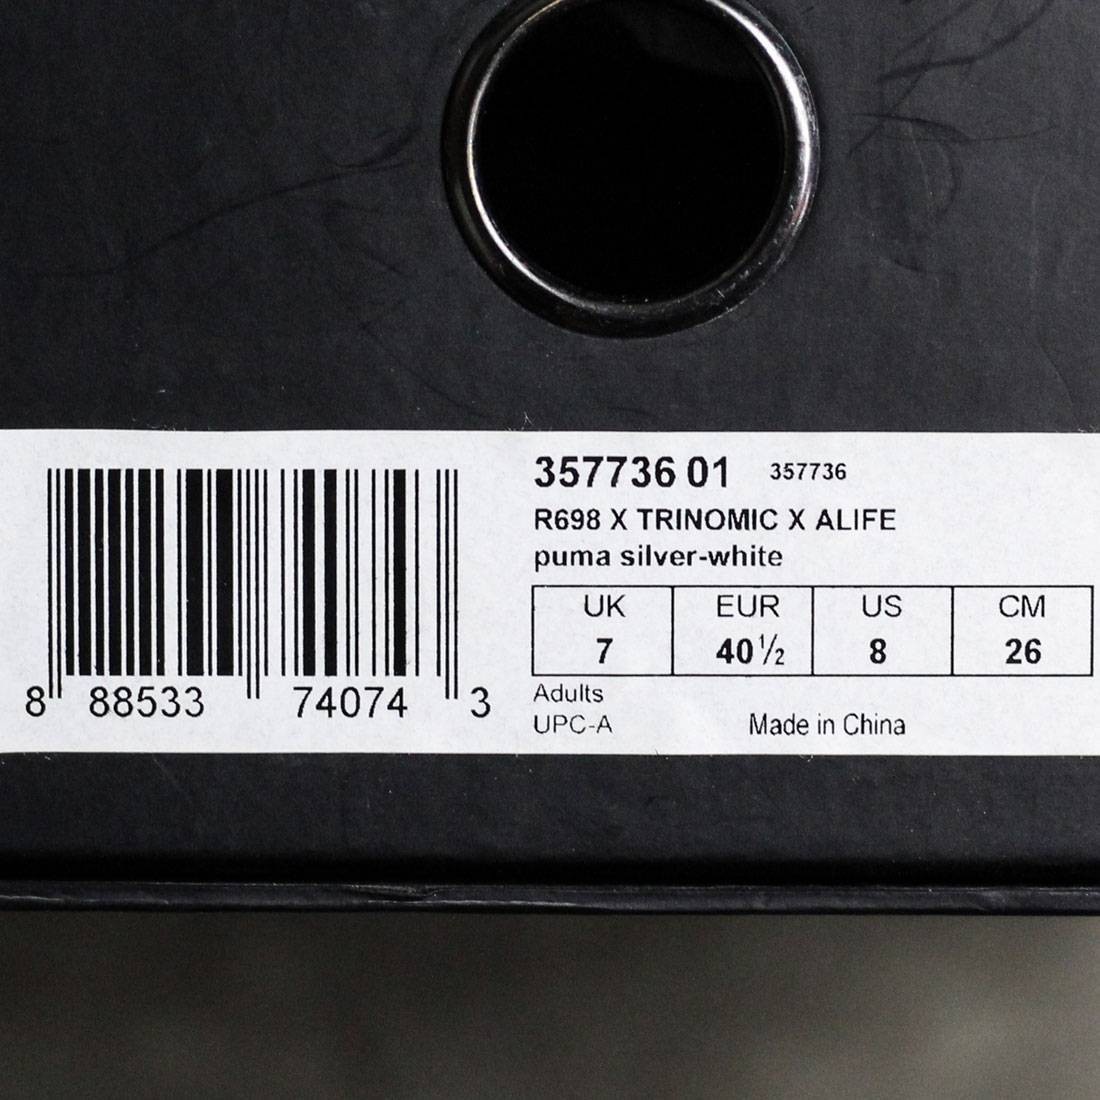 357736 01 357736
R698 X TRINOMIC X ALIFE
puma silver-white
UK EUR US CM
7 40½ 8 26
Adults
UPC-A Made in China
8 88533 74074 3